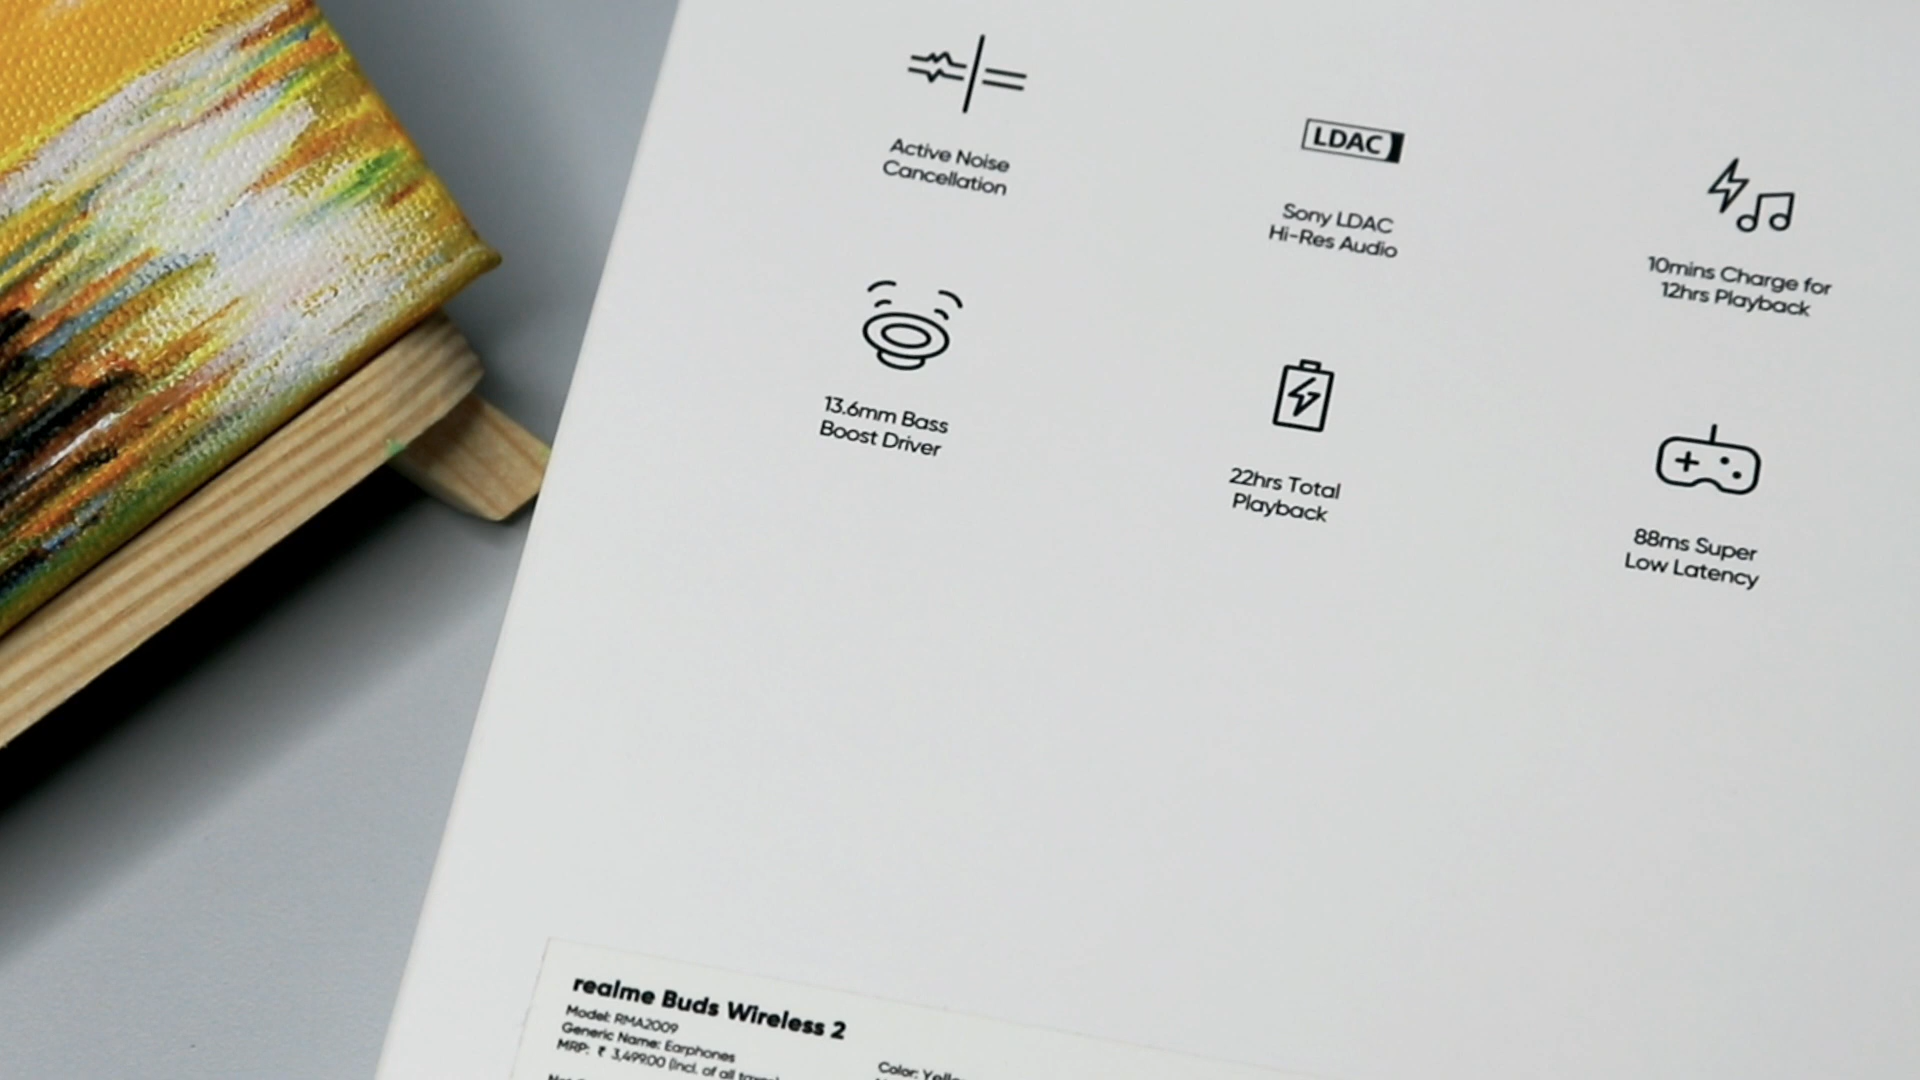 Active Noise
Cancellation
LDAC
Sony LDAC
Hi-Res Audio
10mins Charge for
12hrs Playback
13.6mm Bass
Boost Driver
22hrs Total
Playback
88ms Super
Low Latency
realme Buds Wireless 2
Model: RMA2009
Generic Name: Earphones
MRP: ₹ 3,499.00 (Incl. of all taxes)
Color: